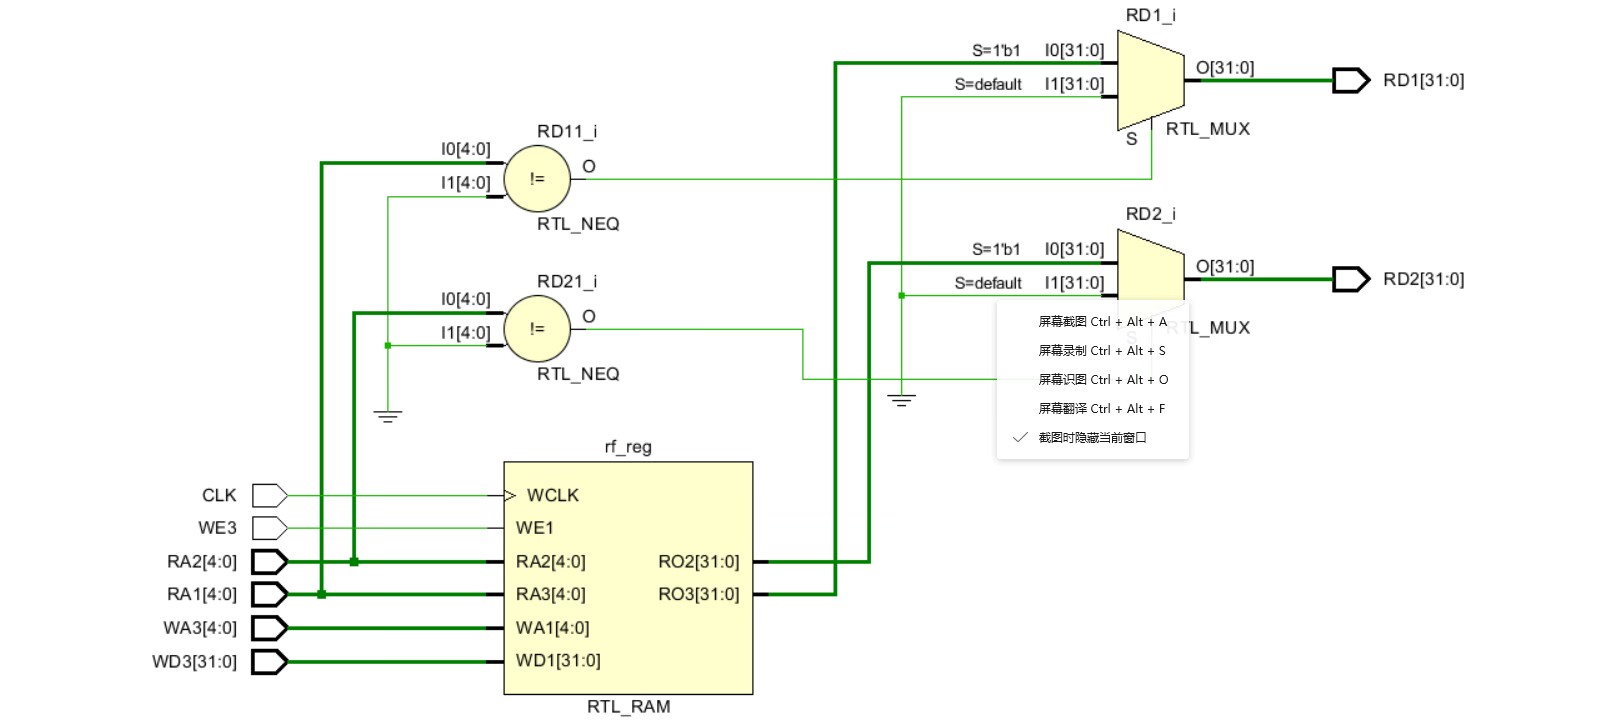 RD1_i
S=1'b1 I0[31:0]
S=default I1[31:0]
O[31:0]
RD1[31:0]
S
RTL_MUX
RD11_i
I0[4:0]
I1[4:0]
!=
O
RTL_NEQ
RD2_i
S=1'b1 I0[31:0]
S=default I1[31:0]
O[31:0]
RD2[31:0]
S
RTL_MUX
RD21_i
I0[4:0]
I1[4:0]
!=
O
RTL_NEQ
屏幕截图 Ctrl + Alt + A
屏幕录制 Ctrl + Alt + S
屏幕识图 Ctrl + Alt + O
屏幕翻译 Ctrl + Alt + F
截图时隐藏当前窗口
rf_reg
CLK
WE3
RA2[4:0]
RA1[4:0]
WA3[4:0]
WD3[31:0]
WCLK
WE1
RA2[4:0]
RA3[4:0]
WA1[4:0]
WD1[31:0]
RO2[31:0]
RO3[31:0]
RTL_RAM